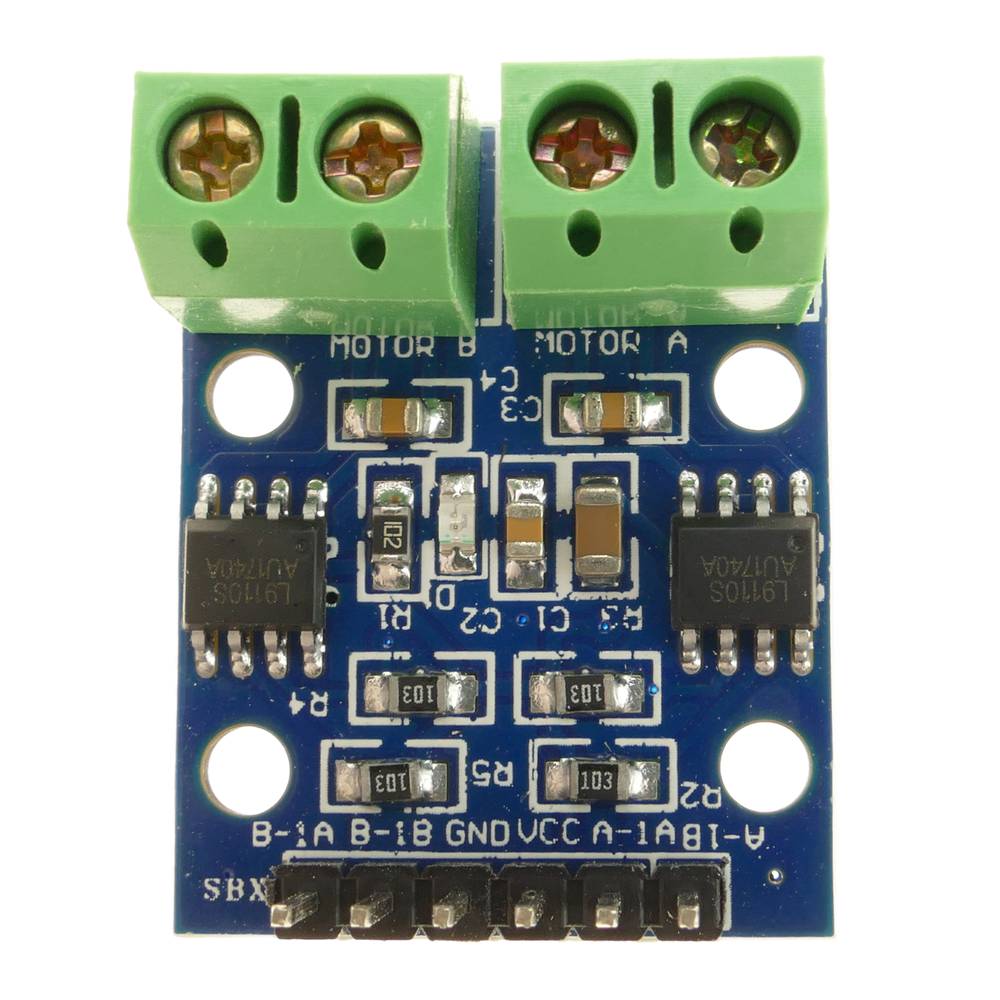 MOTOR B
MOTOR A
C4
C3
102
L9110S
AU1740A
L9110S
AU1740A
R1
D1
C2
C1
R3
103
103
R4
103
103
R5
R2
B-1A B-1B GND VCC A-1A A-1B
SBX